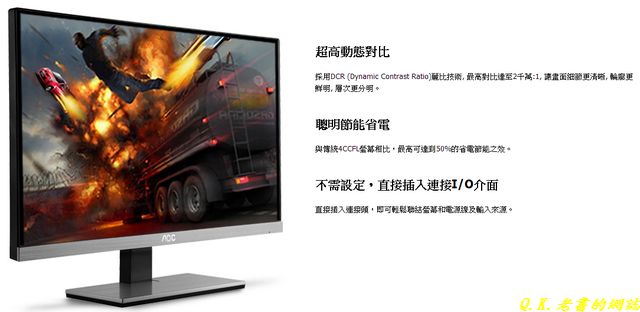 超高動態對比
採用DCR (Dynamic Contrast Ratio)麗比技術, 最高對比達至2千萬:1, 讓畫面細節更清晰, 輪廓更
鮮明, 層次更分明。
聰明節能省電
與傳統4CCFL螢幕相比，最高可達到50%的省電節能之效。
不需設定，直接插入連接I/O介面
直接插入連接頭，即可輕鬆聯結螢幕和電源線及輸入來源。
AOC
Q.K.老書的網誌